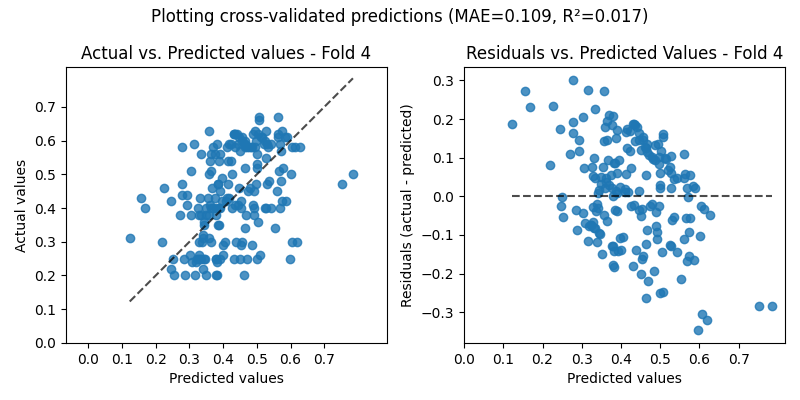 Plotting cross-validated predictions (MAE=0.109, R²=0.017)
Actual vs. Predicted values - Fold 4
Actual values
0.7
0.6
0.5
0.4
0.3
0.2
0.1
0.0
0.0 0.1 0.2 0.3 0.4 0.5 0.6 0.7
Predicted values
Residuals vs. Predicted Values - Fold 4
Residuals (actual - predicted)
0.3
0.2
0.1
0.0
−0.1
−0.2
−0.3
0.0 0.1 0.2 0.3 0.4 0.5 0.6 0.7
Predicted values